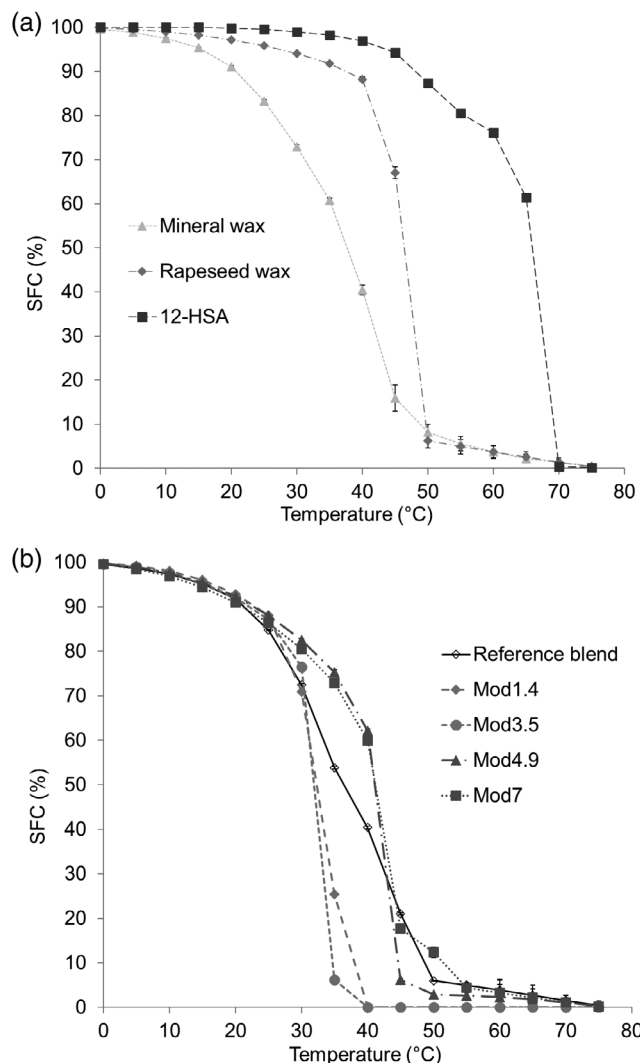 (a)
100
90
80
70
60
50
40
30
20
10
0
SFC (%)
Mineral wax
Rapeseed wax
12-HSA
0 10 20 30 40 50 60 70 80
Temperature (°C)
(b)
100
90
80
70
60
50
40
30
20
10
0
SFC (%)
Reference blend
Mod1.4
Mod3.5
Mod4.9
Mod7
0 10 20 30 40 50 60 70 80
Temperature (°C)